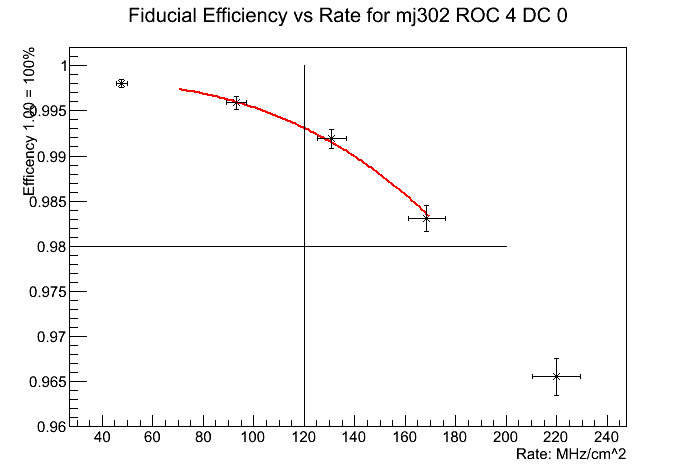 Fiducial Efficiency vs Rate for mj302 ROC 4 DC 0
Efficency 1.00 = 100%
1
0.995
0.99
0.985
0.98
0.975
0.97
0.965
0.96
40 60 80 100 120 140 160 180 200 220 240
Rate: MHz/cm^2